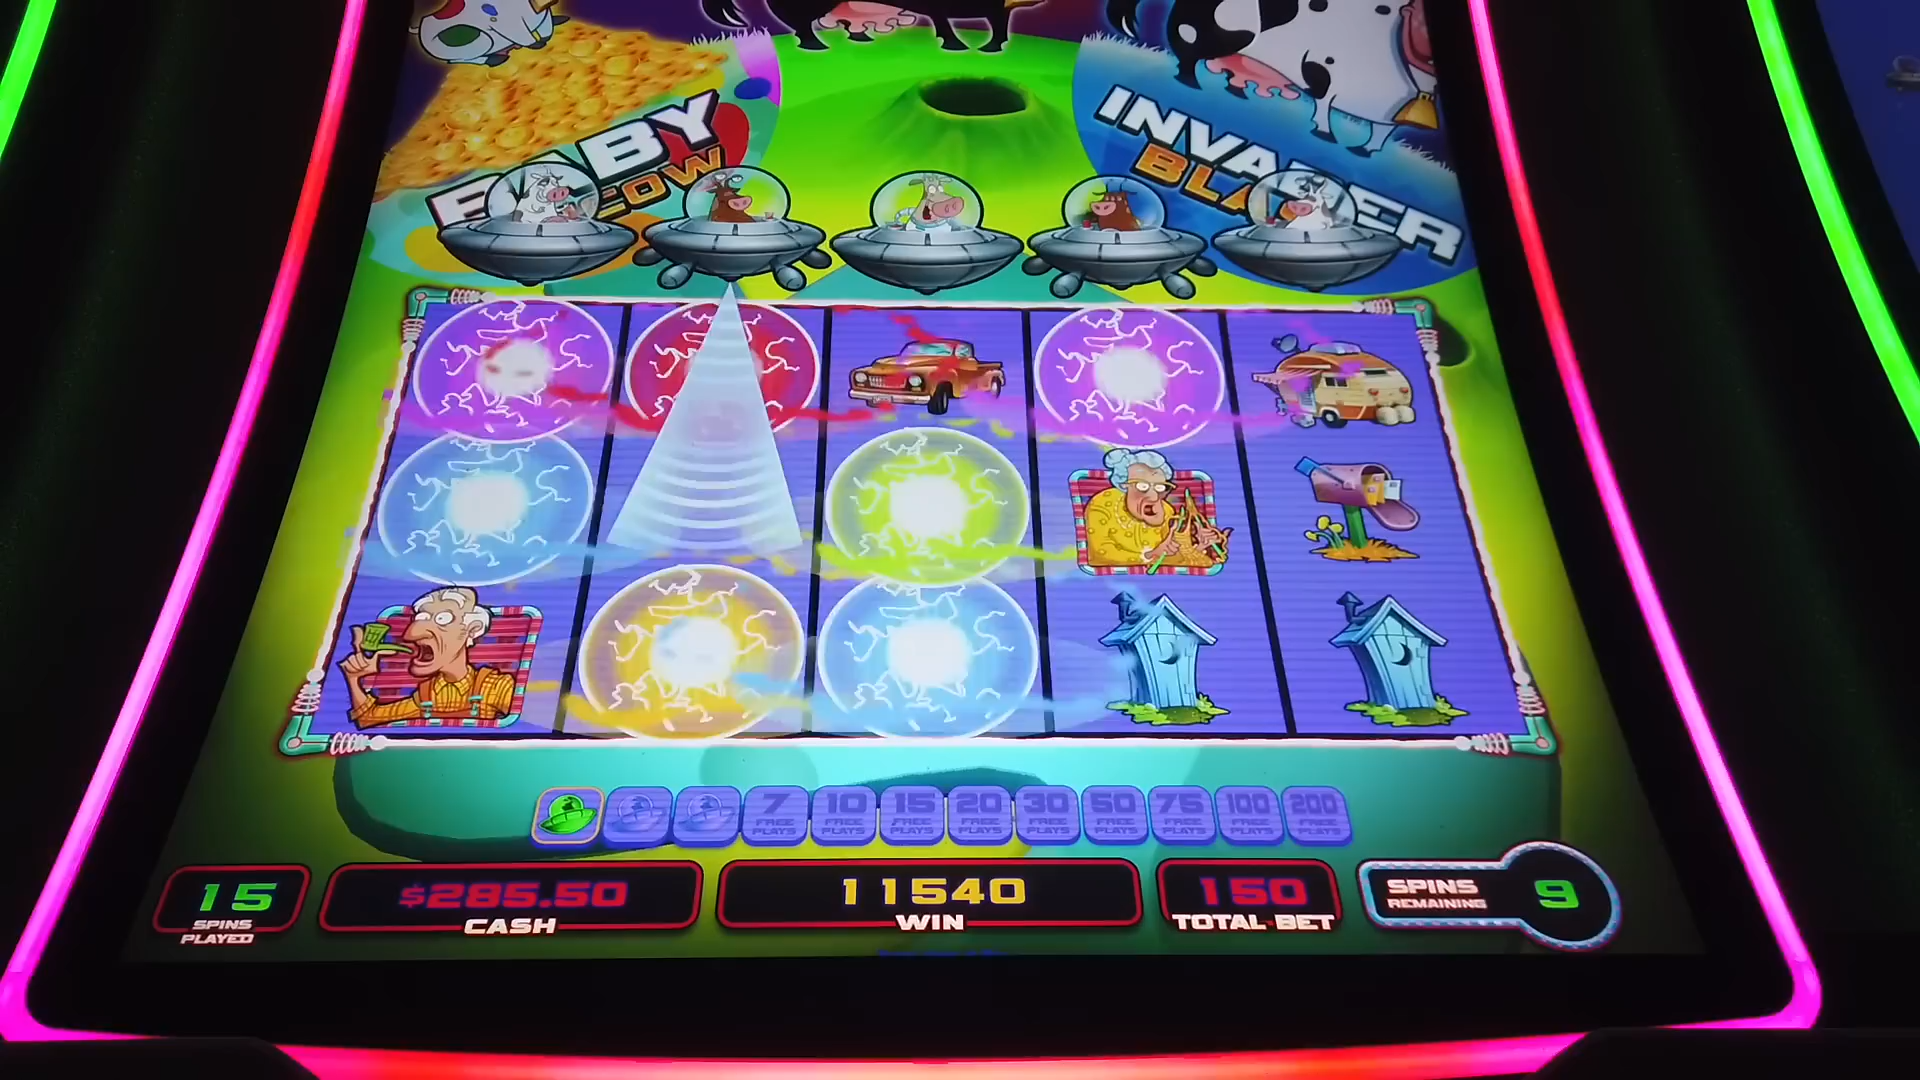 BABY
COW
INVADER
7
FREE
PLAYS
10
FREE
PLAYS
15
FREE
PLAYS
20
FREE
PLAYS
30
FREE
PLAYS
50
FREE
PLAYS
75
FREE
PLAYS
100
FREE
PLAYS
200
FREE
PLAYS
15
SPINS
PLAYED
$285.50
CASH
11540
WIN
150
TOTAL BET
SPINS
REMAINING
9